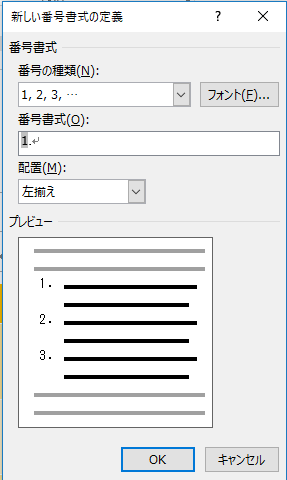 新しい番号書式の定義 ? ×
番号書式
番号の種類(N):
1, 2, 3, … フォント(F)...
番号書式(O):
1.↵
配置(M):
左揃え
プレビュー
1.
2.
3.
OK キャンセル